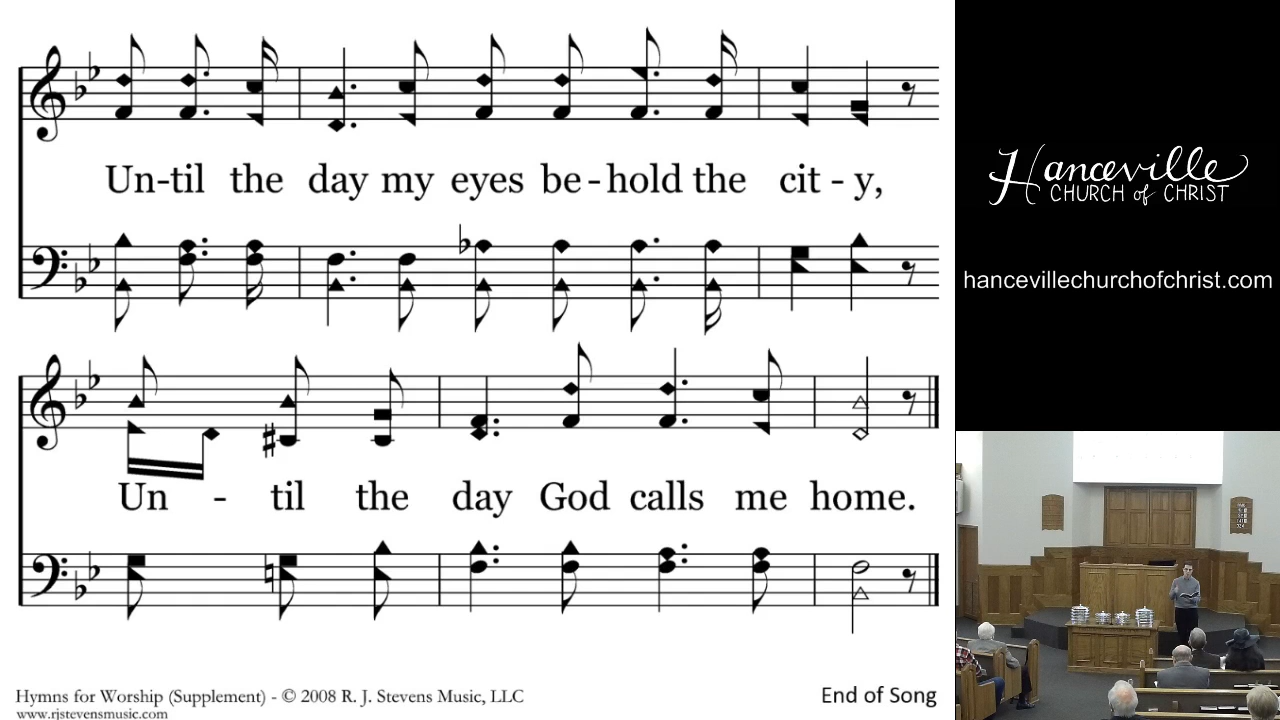 Un-til the day my eyes be-hold the cit-y,
Un - til the day God calls me home.
Hymns for Worship (Supplement) - © 2008 R. J. Stevens Music, LLC
www.rjstevensmusic.com
End of Song
Hanceville
CHURCH of CHRIST
hancevillechurchofchrist.com